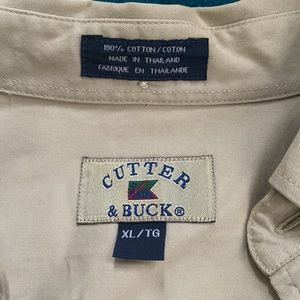 100% COTTON/COTON
MADE IN THAILAND
FABRIQUE EN THAILANDE
CUTTER
& BUCK®
XL/TG